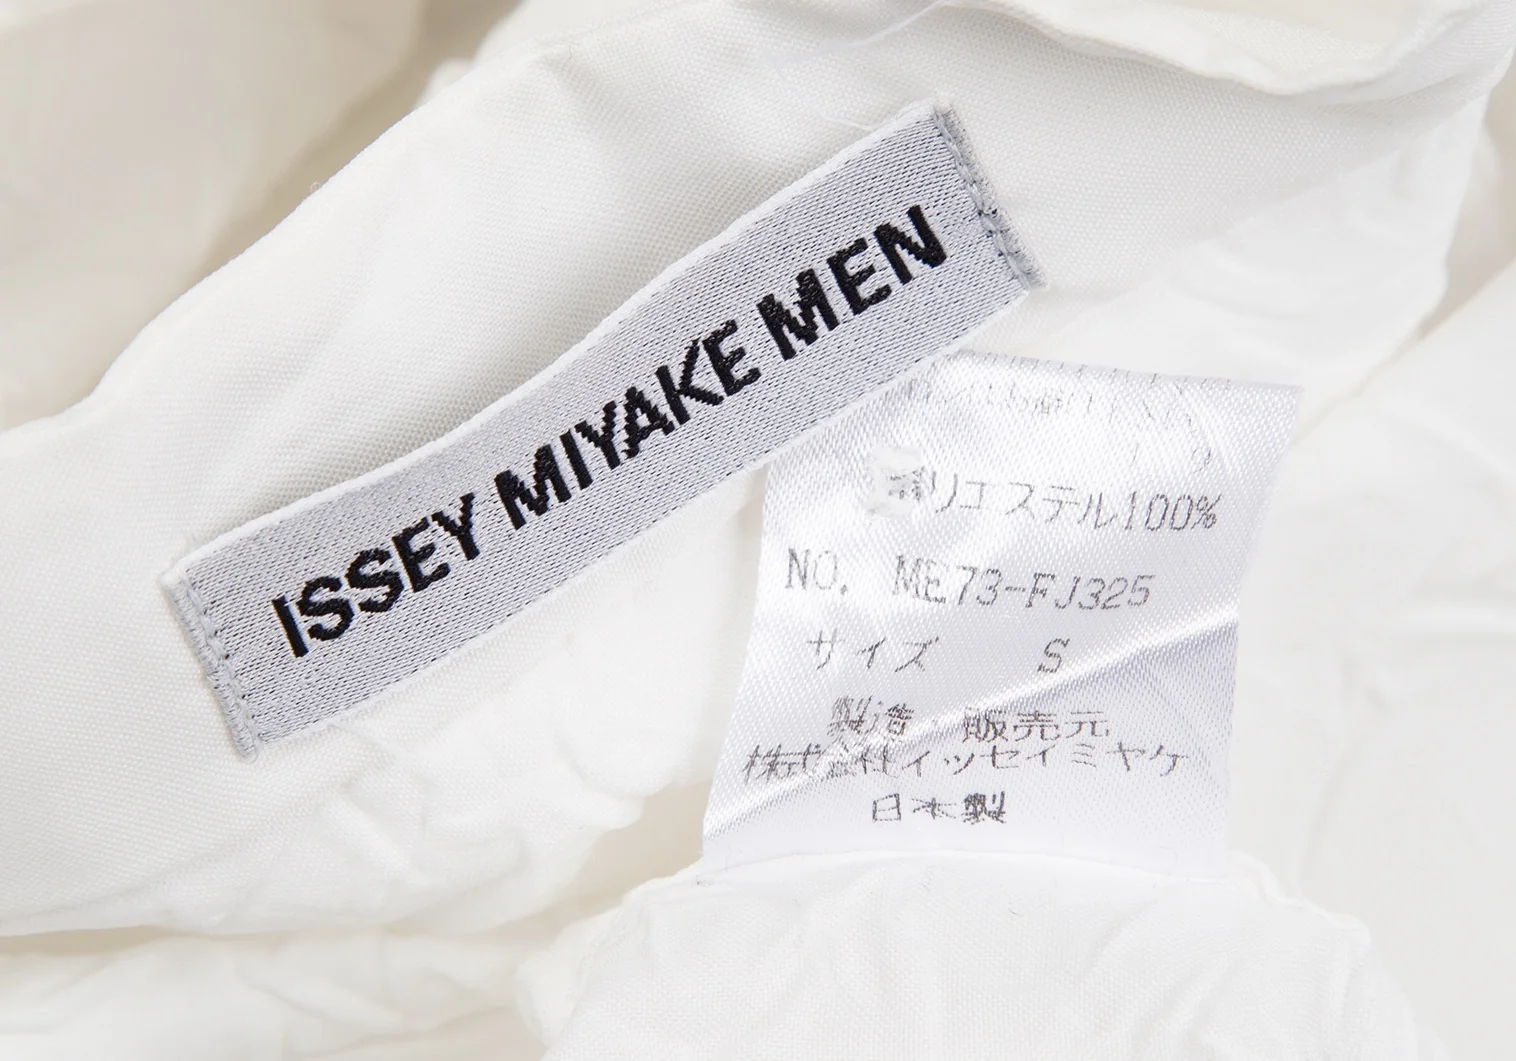 ISSEY MIYAKE MEN
ポリエステル100%
NO. ME73-FJ325
サイズ S
製造 販売元
株式会社イッセイミヤケ
日本製